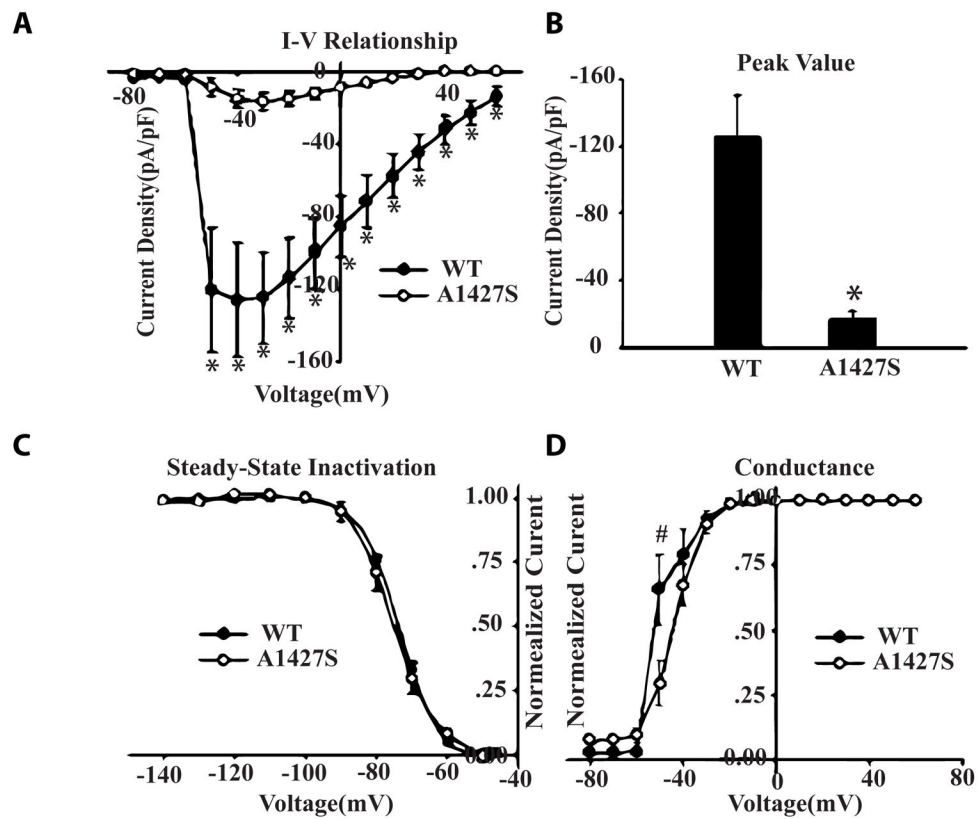 A
I-V Relationship
0
-80
-40
40
-40
-80
-120
-160
Current Density(pA/pF)
*
*
*
*
*
*
*
*
*
*
*
*
WT
A1427S
Voltage(mV)
B
Peak Value
-160
-120
-80
-40
0
Current Density(pA/pF)
*
WT
A1427S
C
Steady-State Inactivation
1.00
.75
.50
.25
0.00
Normealized Curent
WT
A1427S
-140
-120
-100
-80
-60
-40
Voltage(mV)
D
Conductance
1.00
.75
.50
.25
0.00
Normealized Curent
#
WT
A1427S
-80
-40
0
40
80
Voltage(mV)